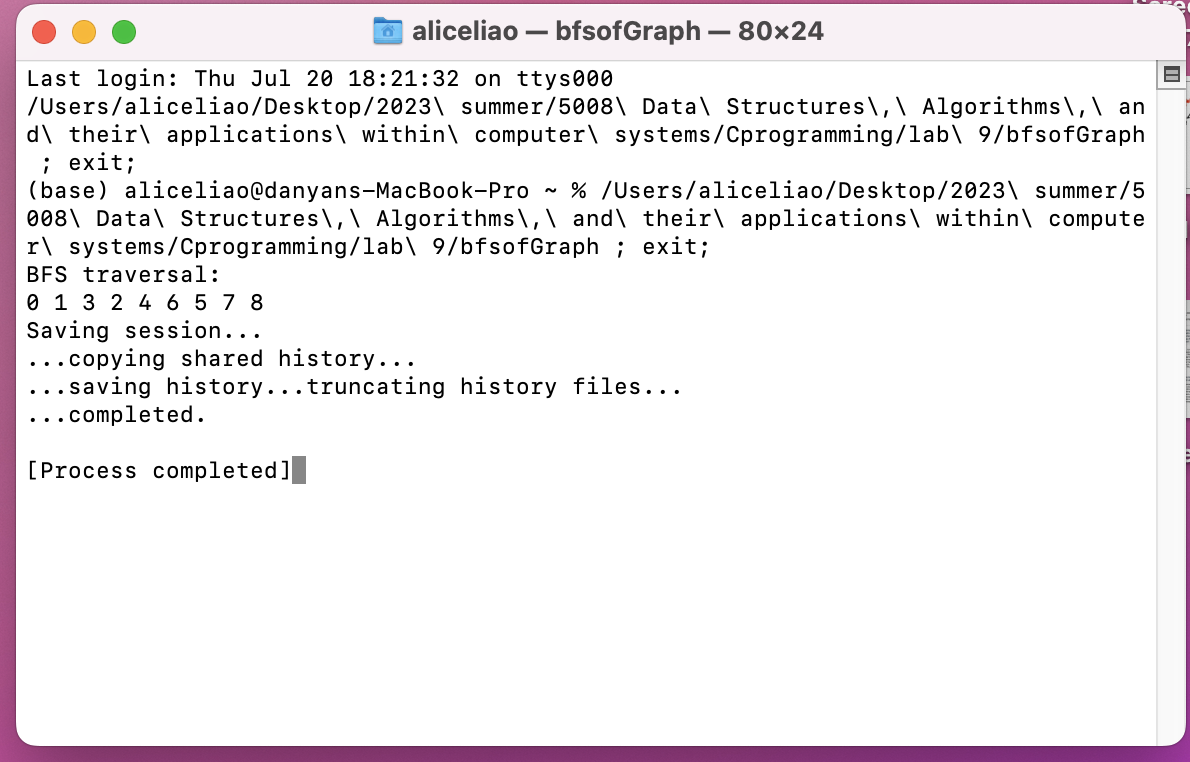 aliceliao — bfsofGraph — 80×24
Last login: Thu Jul 20 18:21:32 on ttys000
/Users/aliceliao/Desktop/2023\ summer/5008\ Data\ Structures\,\ Algorithms\,\ an
d\ their\ applications\ within\ computer\ systems/Cprogramming/lab\ 9/bfsofGraph
 ; exit;
(base) aliceliao@danyans-MacBook-Pro ~ % /Users/aliceliao/Desktop/2023\ summer/5
008\ Data\ Structures\,\ Algorithms\,\ and\ their\ applications\ within\ compute
r\ systems/Cprogramming/lab\ 9/bfsofGraph ; exit;
BFS traversal:
0 1 3 2 4 6 5 7 8
Saving session...
...copying shared history...
...saving history...truncating history files...
...completed.
[Process completed]